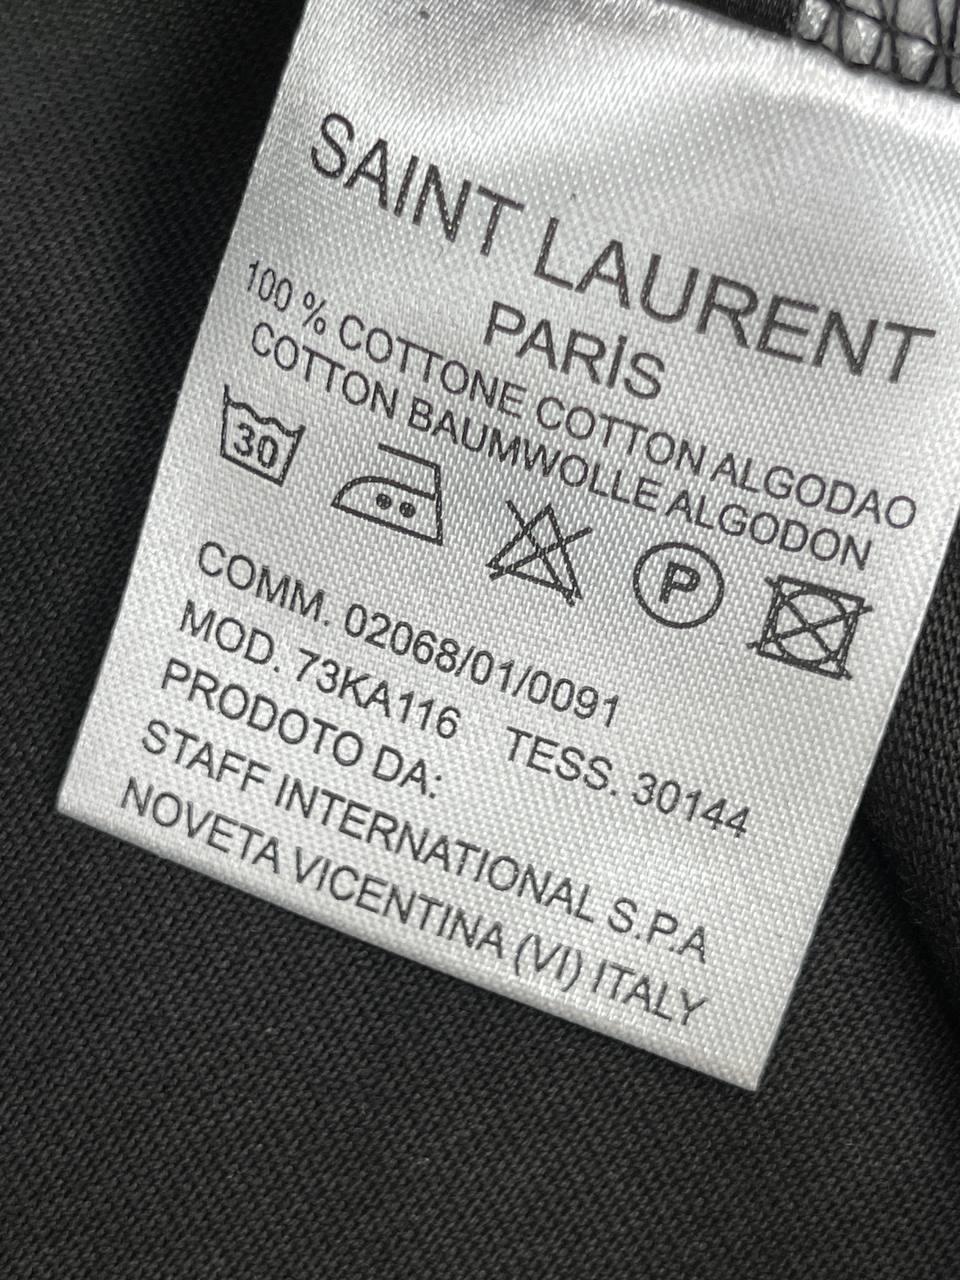 SAINT LAURENT
PARİS
100 % COTTONE COTTON ALGODAO
COTTON BAUMWOLLE ALGODON
30
P
COMM. 02068/01/0091
MOD. 73KA116 TESS. 30144
PRODOTO DA:
STAFF INTERNATIONAL S.P.A
NOVETA VICENTINA (VI) ITALY